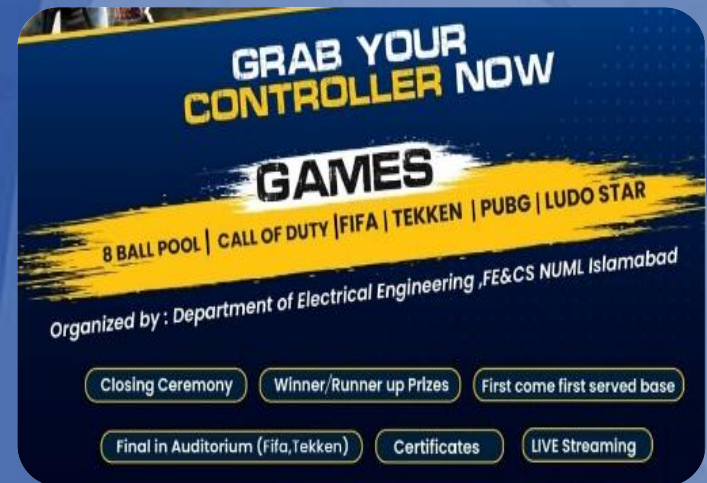 GRAB YOUR
CONTROLLER NOW
GAMES
8 BALL POOL | CALL OF DUTY |FIFA | TEKKEN | PUBG | LUDO STAR
Organized by : Department of Electrical Engineering ,FE&CS NUML Islamabad
Closing Ceremony Winner/Runner up Prizes First come first served base
Final in Auditorium (Fifa,Tekken) Certificates LIVE Streaming